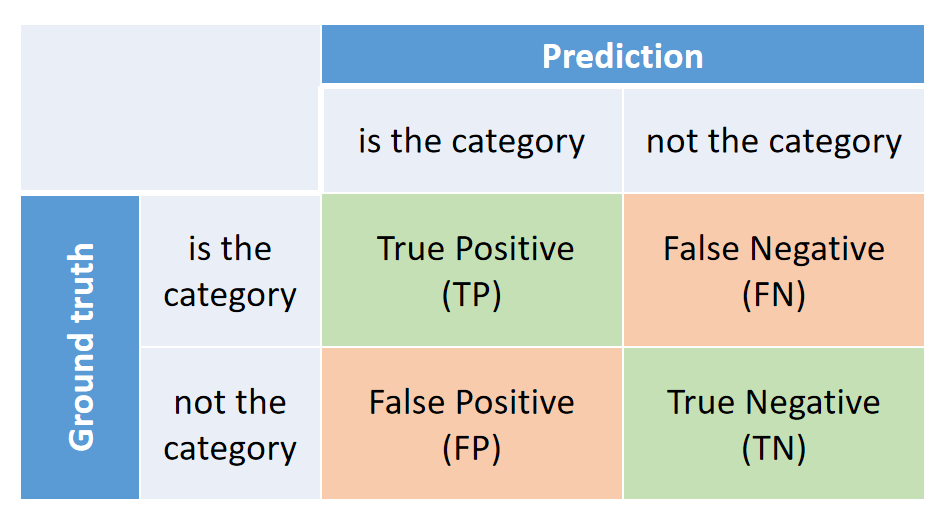 Prediction
is the category
not the category
Ground truth
is the
category
True Positive
(TP)
False Negative
(FN)
not the
category
False Positive
(FP)
True Negative
(TN)